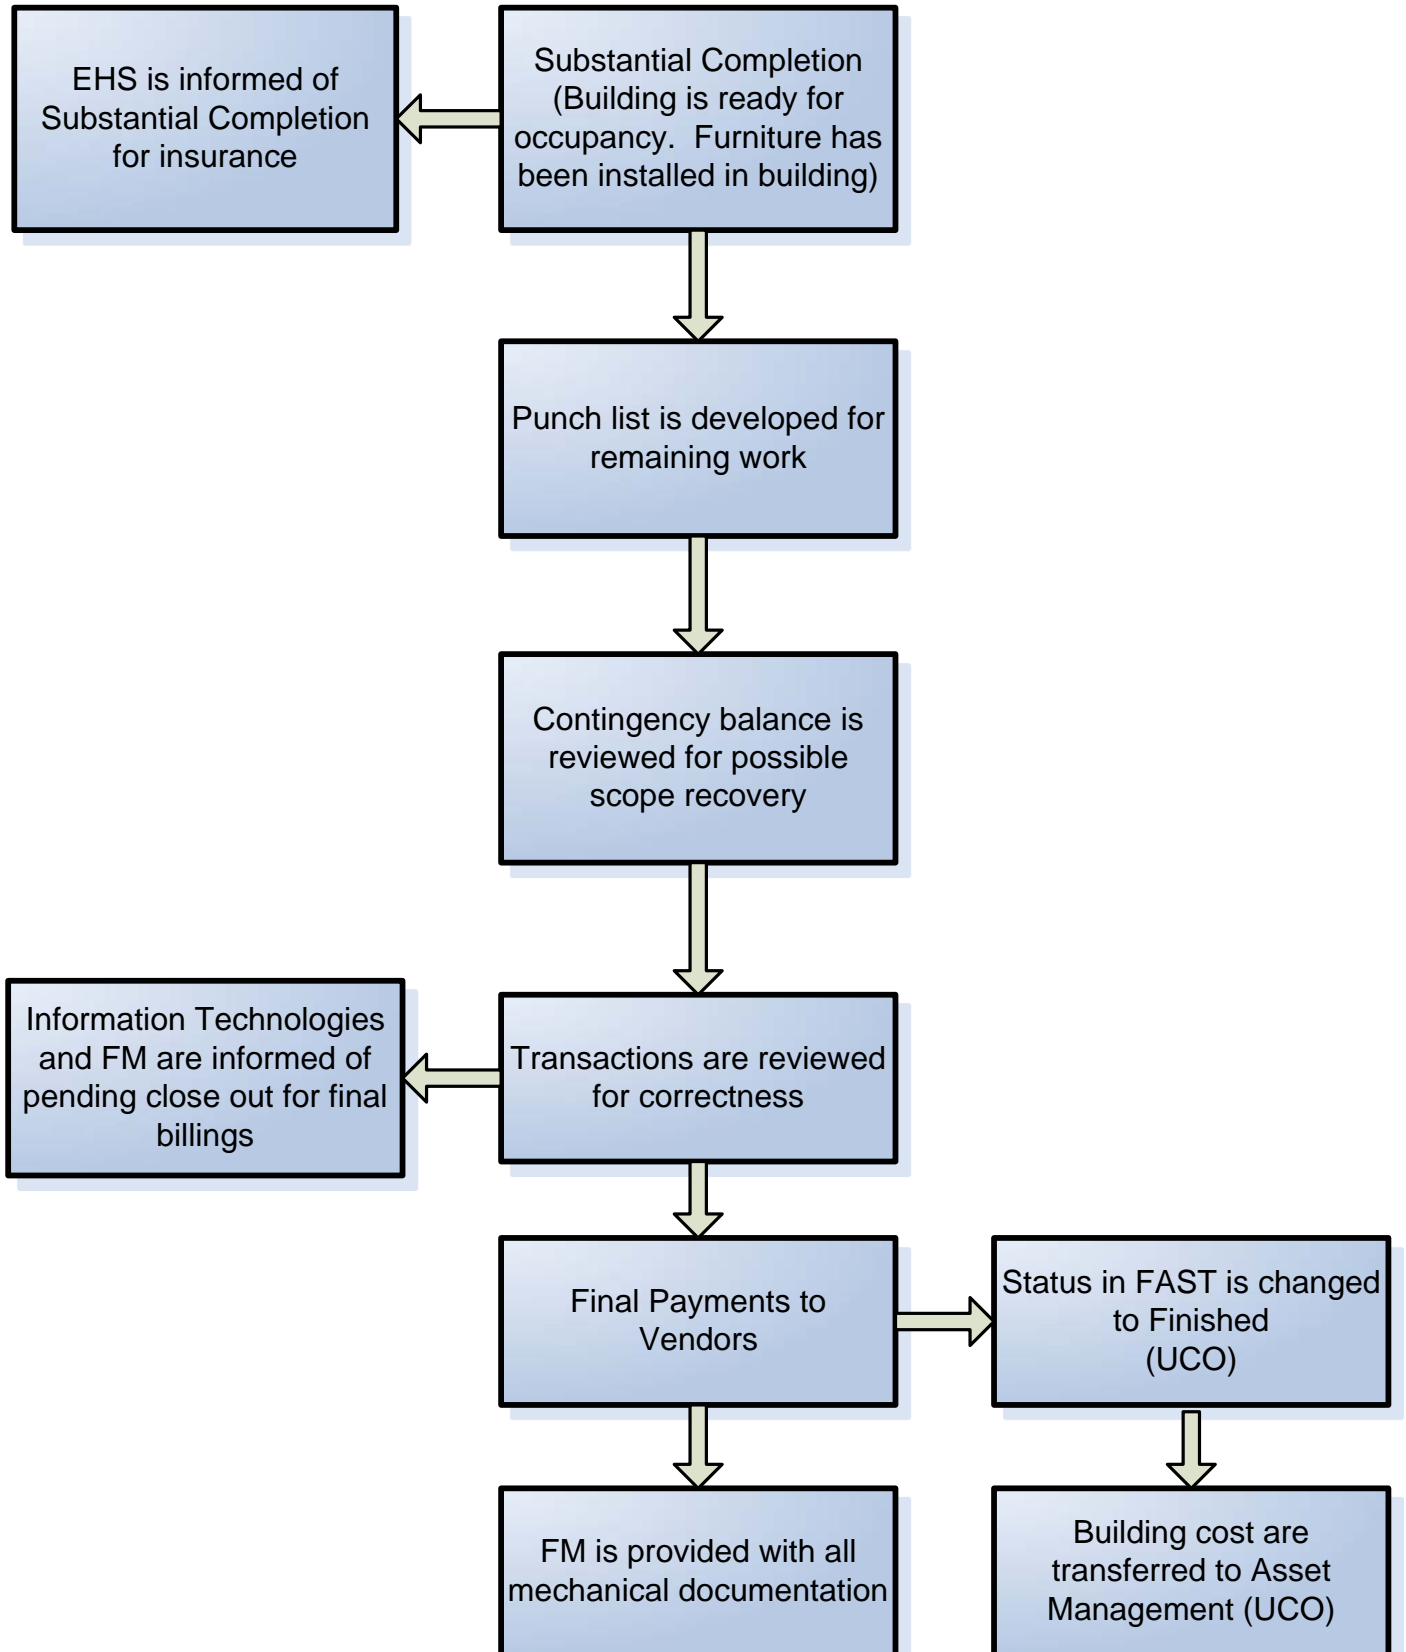 EHS is informed of
Substantial Completion
for insurance
Substantial Completion
(Building is ready for
occupancy.  Furniture has
been installed in building)
Punch list is developed for
remaining work
Contingency balance is
reviewed for possible
scope recovery
Information Technologies
and FM are informed of
pending close out for final
billings
Transactions are reviewed
for correctness
Final Payments to
Vendors
Status in FAST is changed
to Finished
(UCO)
FM is provided with all
mechanical documentation
Building cost are
transferred to Asset
Management (UCO)